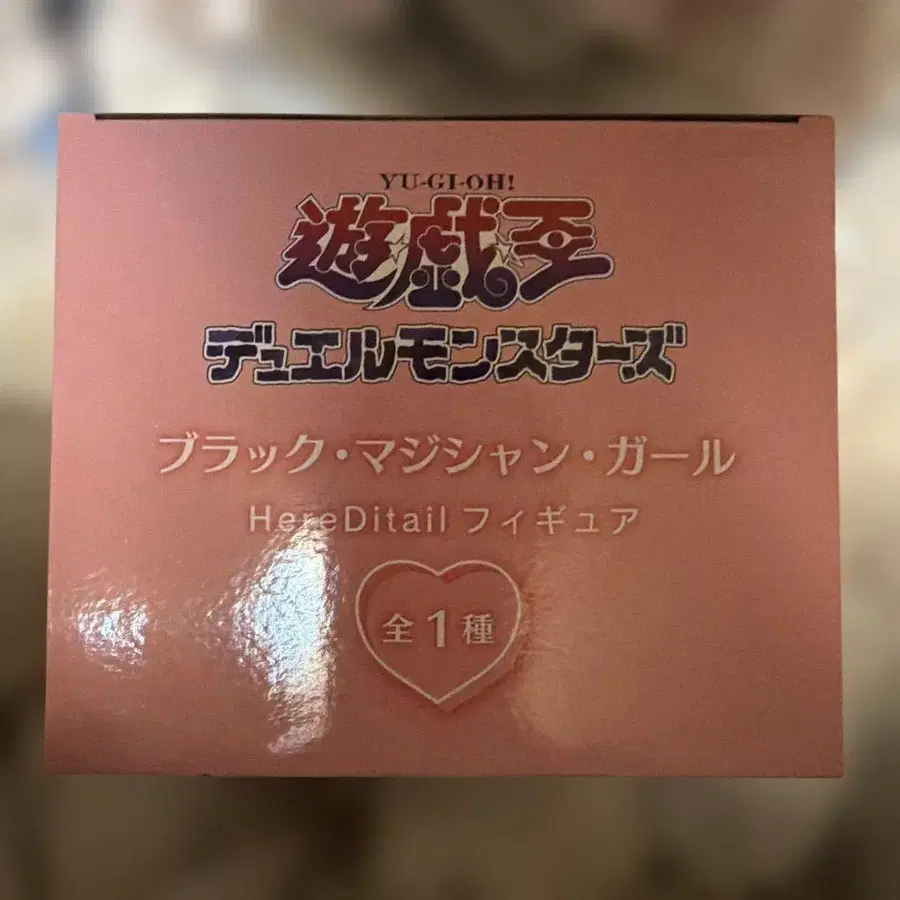 YU-GI-OH!
遊戯王
デュエルモンスターズ
ブラック・マジシャン・ガール
HereDitail フィギュア
全1種